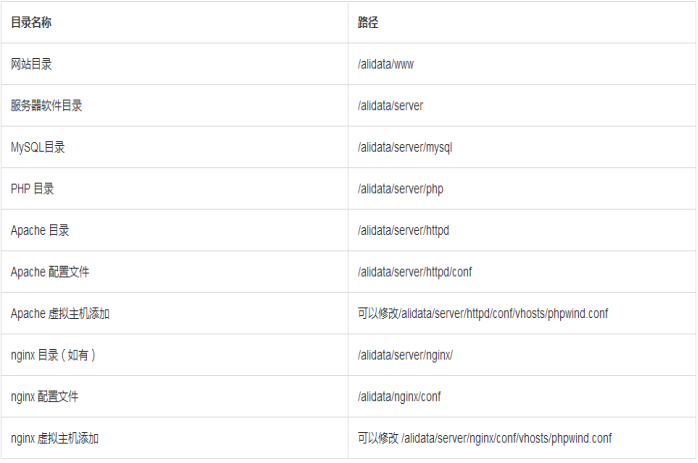 目录名称 路径
网站目录 /alidata/www
服务器软件目录 /alidata/server
MySQL目录 /alidata/server/mysql
PHP 目录 /alidata/server/php
Apache 目录 /alidata/server/httpd
Apache 配置文件 /alidata/server/httpd/conf
Apache 虚拟主机添加 可以修改/alidata/server/httpd/conf/vhosts/phpwind.conf
nginx 目录（如有） /alidata/server/nginx/
nginx 配置文件 /alidata/nginx/conf
nginx 虚拟主机添加 可以修改 /alidata/server/nginx/conf/vhosts/phpwind.conf